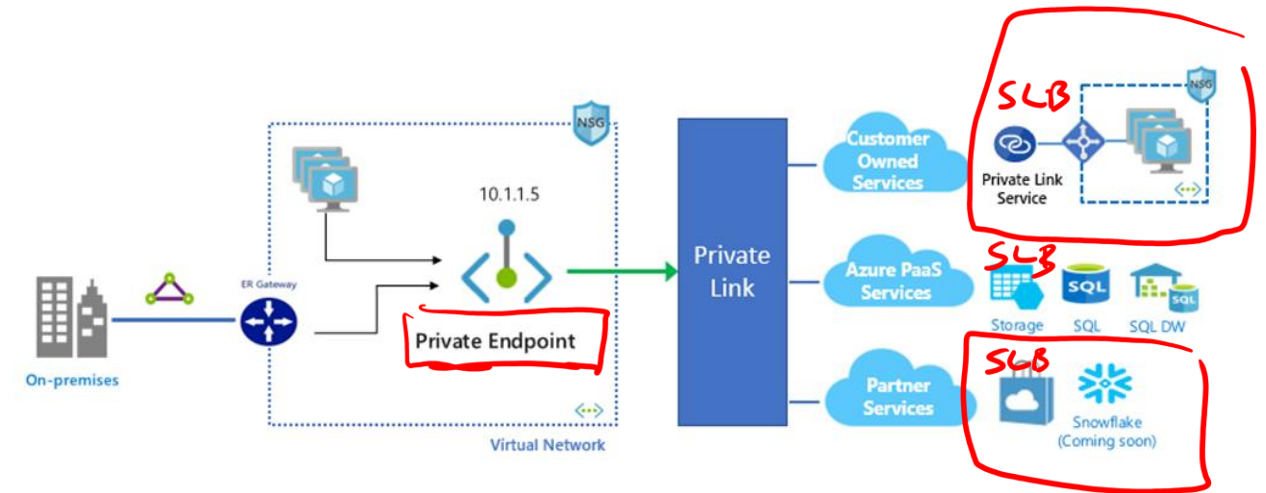 On-premises
ER Gateway
NSG
10.1.1.5
Private Endpoint
Virtual Network
Private
Link
Customer
Owned
Services
SLB
NSG
Private Link
Service
Azure PaaS
Services
SLB
Storage
SQL
SQL
SQL
SQL DW
Partner
Services
SLB
Snowflake
(Coming soon)